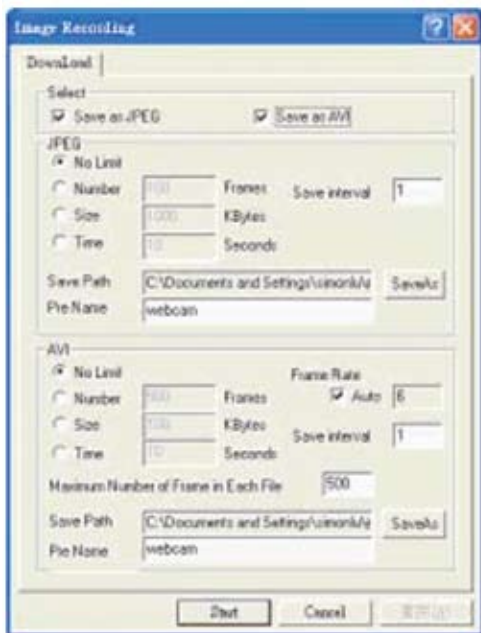 Image Recording
DownLoad
Select
Save as JPEG Save as AVI
JPEG
No Limit
Number 100 Frames Save interval 1
Size 1000 KBytes
Time 10 Seconds
Save Path C:\Documents and Settings\simonlu\ SaveAs
Pre Name webcam
AVI
No Limit Frame Rate
Number Frames Auto 6
Size KBytes
Save interval 1
Time 10 Seconds
Maximum Number of Frame in Each File 500
Save Path C:\Documents and Settings\simonlu\ SaveAs
Pre Name webcam
Start Cancel